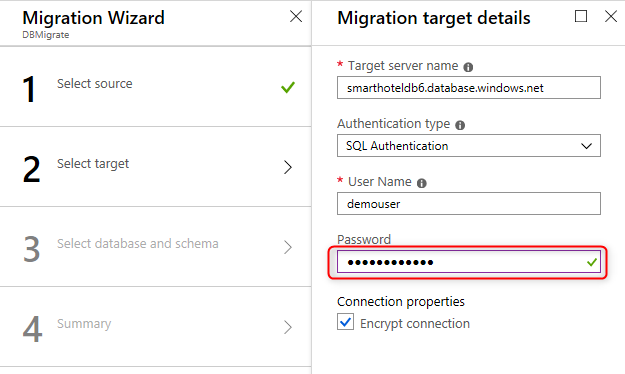 Migration Wizard
DBMigrate
1 Select source
2 Select target
3 Select database and schema
4 Summary
Migration target details
* Target server name
smarthoteldb6.database.windows.net
Authentication type
SQL Authentication
* User Name
demouser
Password
••••••••••••
Connection properties
Encrypt connection